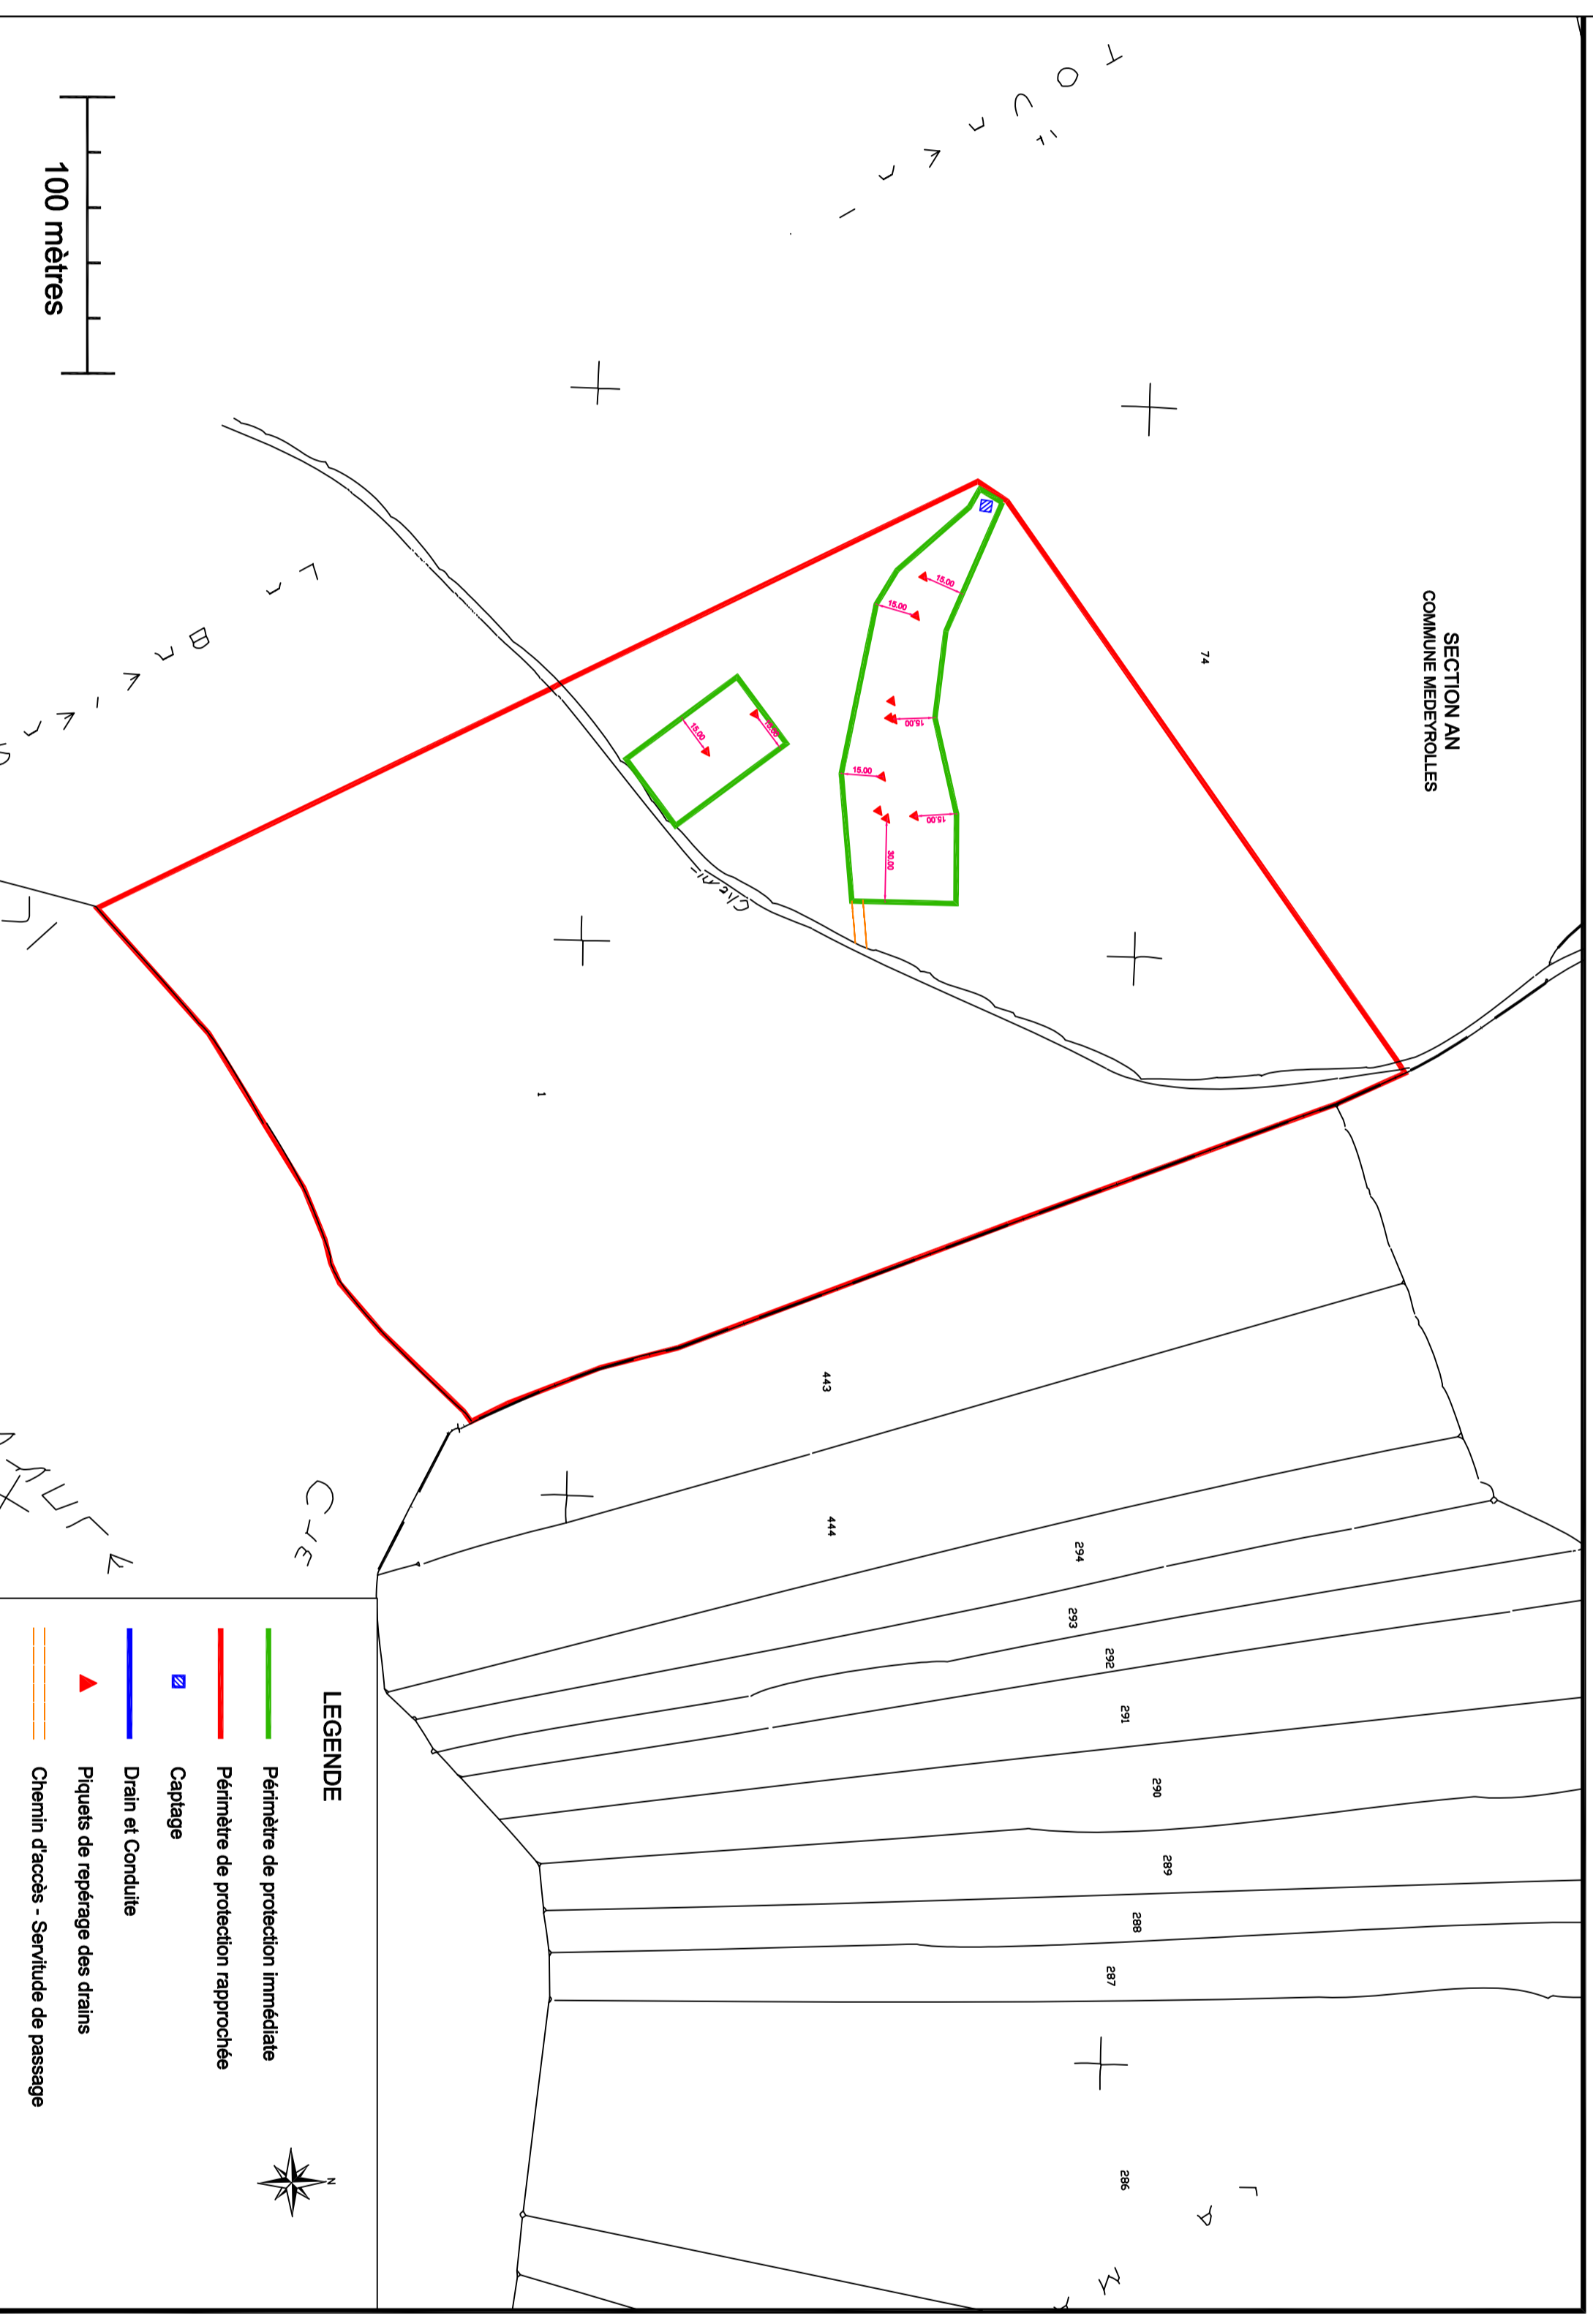 SECTION AN
COMMUNE MEDEYROLLES
74
15.00
15.00
15.00
15.00
15.00
30.00
15.00
15.00
1
443
444
294
293
292
291
290
289
288
287
286
100 mètres
LEGENDE
Périmètre de protection immédiate
Périmètre de protection rapprochée
Captage
Drain et Conduite
Piquets de repérage des drains
Chemin d'accès - Servitude de passage
N